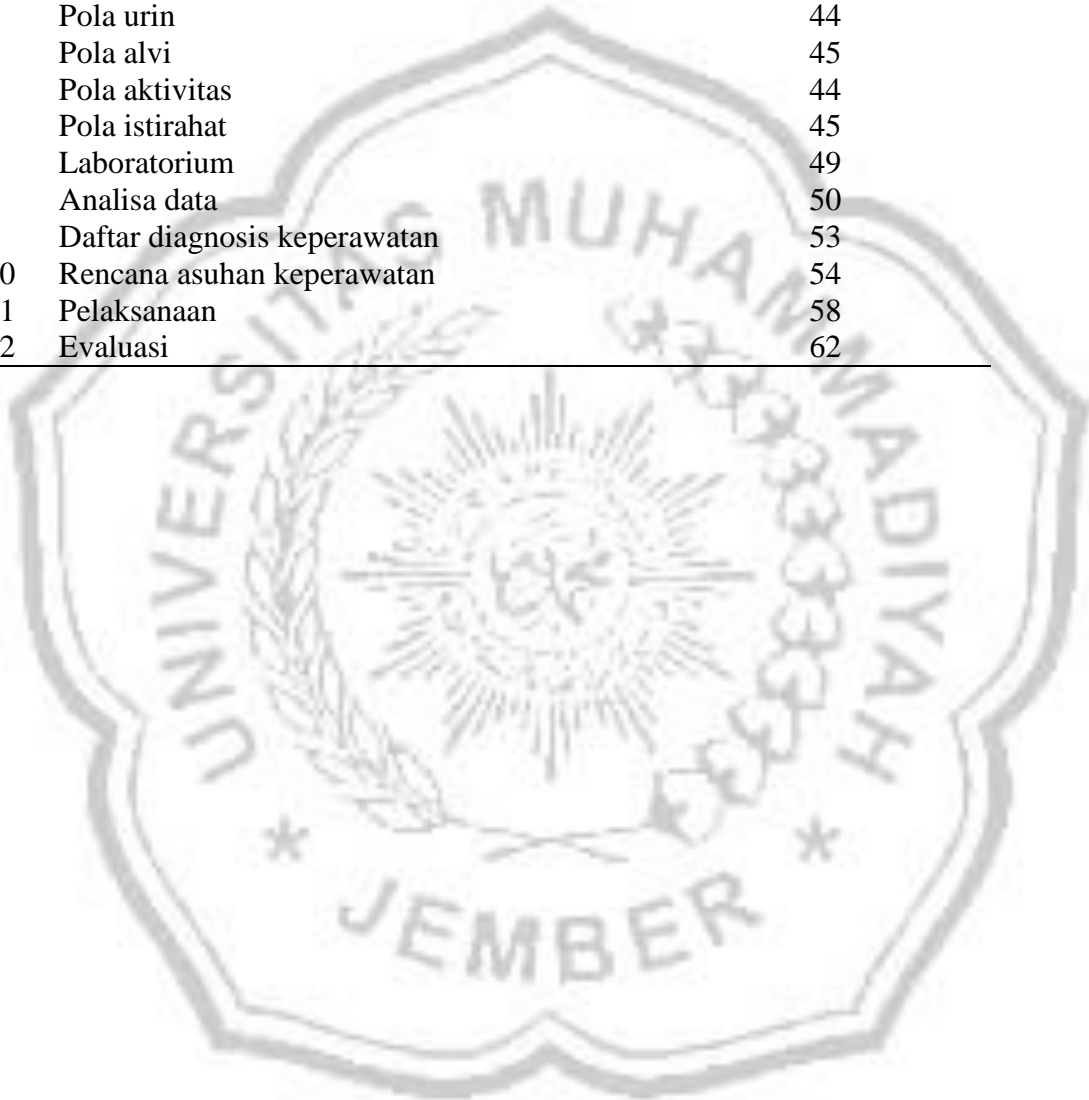 Pola urin 44
Pola alvi 45
Pola aktivitas 44
Pola istirahat 45
Laboratorium 49
Analisa data 50
Daftar diagnosis keperawatan 53
0 Rencana asuhan keperawatan 54
1 Pelaksanaan 58
2 Evaluasi 62
UNIVERSITAS MUHAMMADIYAH
* JEMBER *